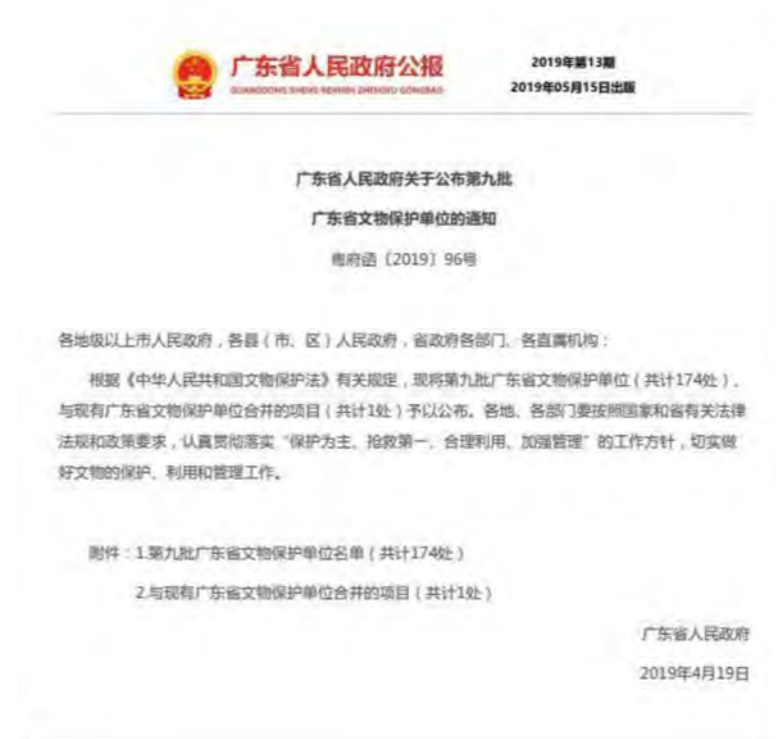 广东省人民政府公报
GUANGDONG SHENG RENMIN ZHENGFU GONGBAO
2019年第13期
2019年05月15日出版
广东省人民政府关于公布第九批
广东省文物保护单位的通知
粤府函〔2019〕96号
各地级以上市人民政府，各县（市、区）人民政府，省政府各部门、各直属机构：
根据《中华人民共和国文物保护法》有关规定，现将第九批广东省文物保护单位（共计174处）、
与现有广东省文物保护单位合并的项目（共计1处）予以公布。各地、各部门要按照国家和省有关法律
法规和政策要求，认真贯彻落实“保护为主、抢救第一、合理利用、加强管理”的工作方针，切实做
好文物的保护、利用和管理工作。
附件：1.第九批广东省文物保护单位名单（共计174处）
2.与现有广东省文物保护单位合并的项目（共计1处）
广东省人民政府
2019年4月19日